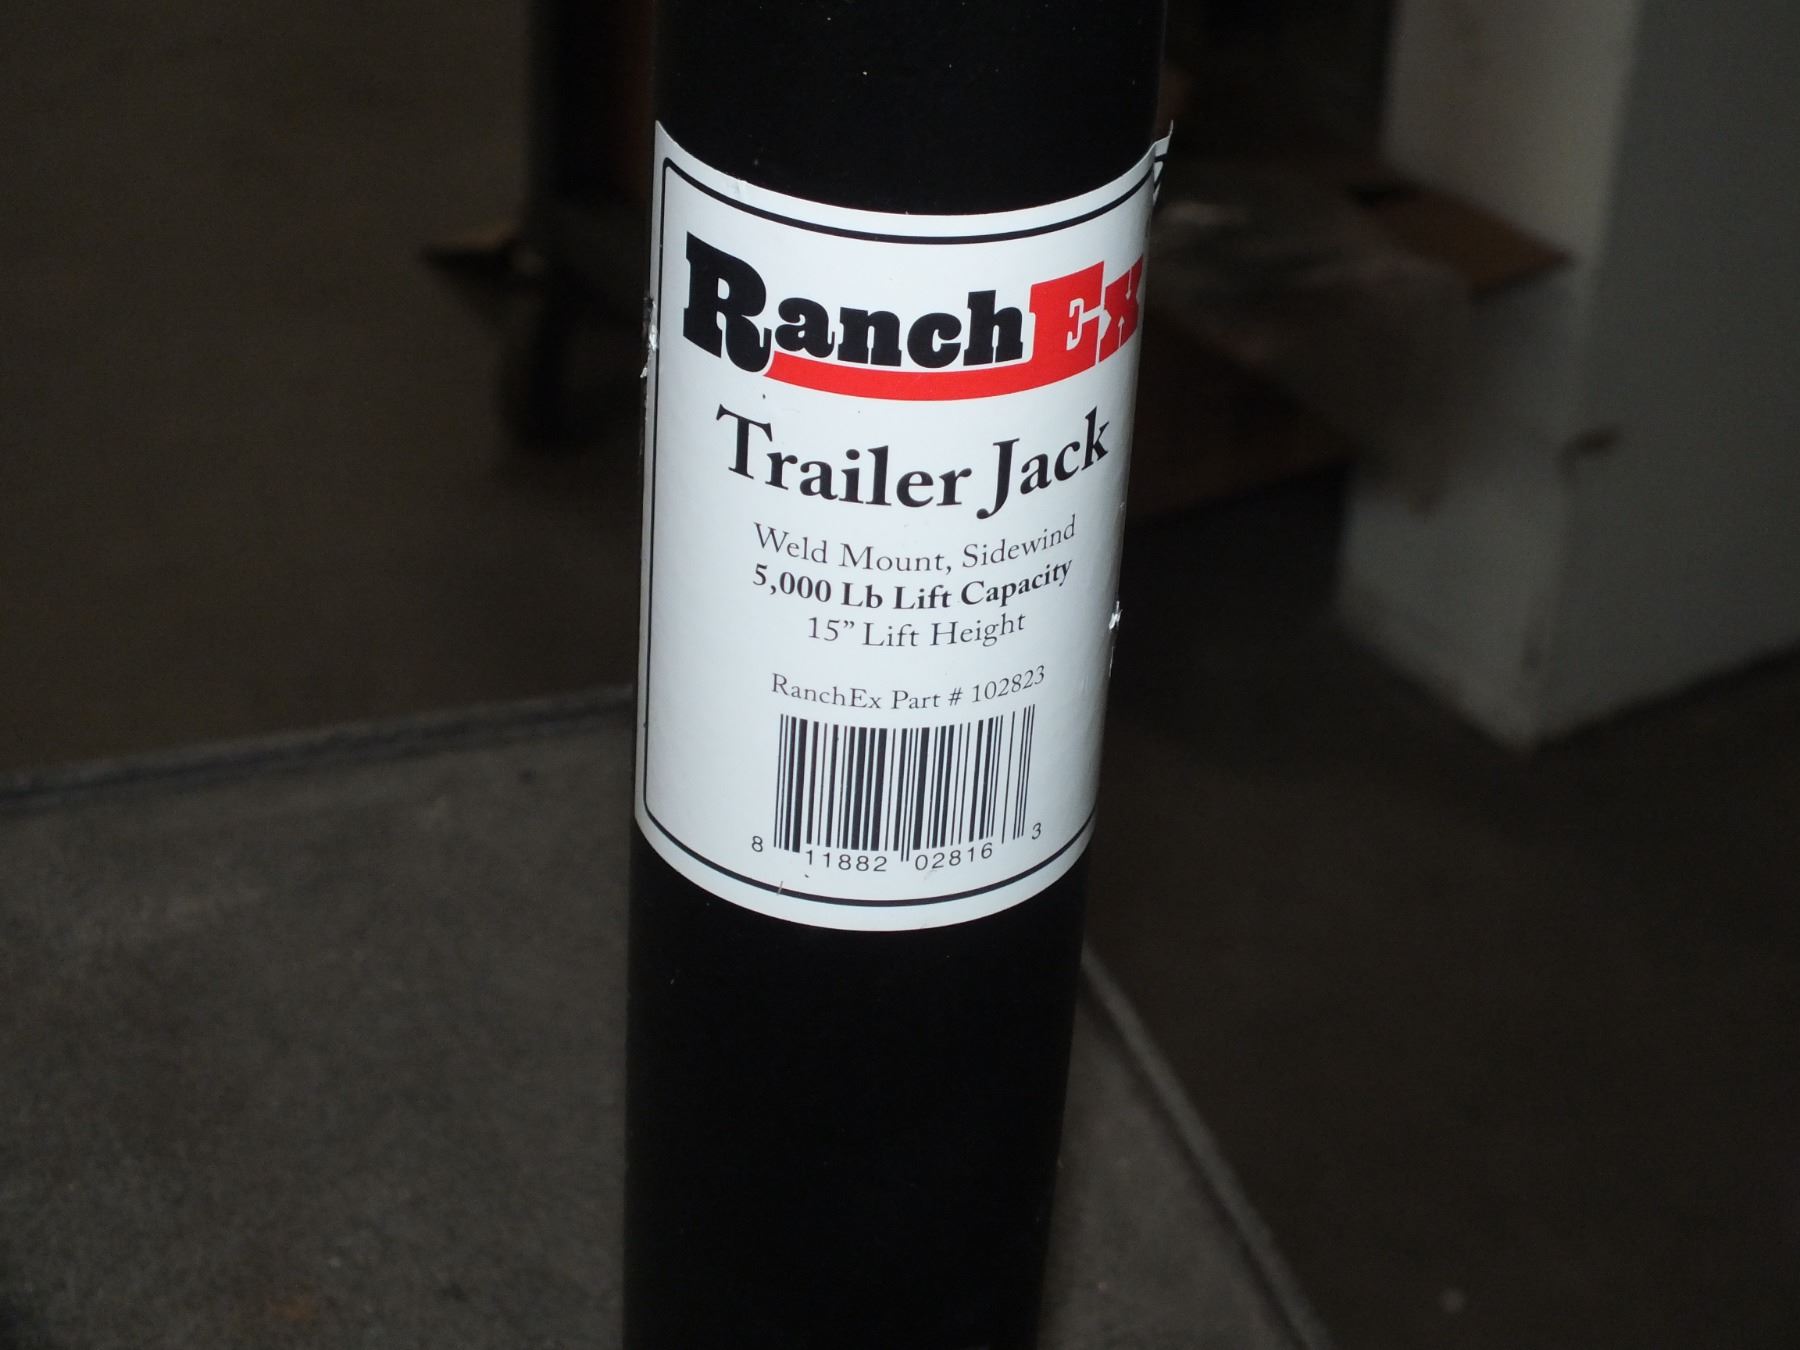 RanchEx
Trailer Jack
Weld Mount, Sidewind
5,000 Lb Lift Capacity
15” Lift Height
RanchEx Part # 102823
8 11882 02816 3